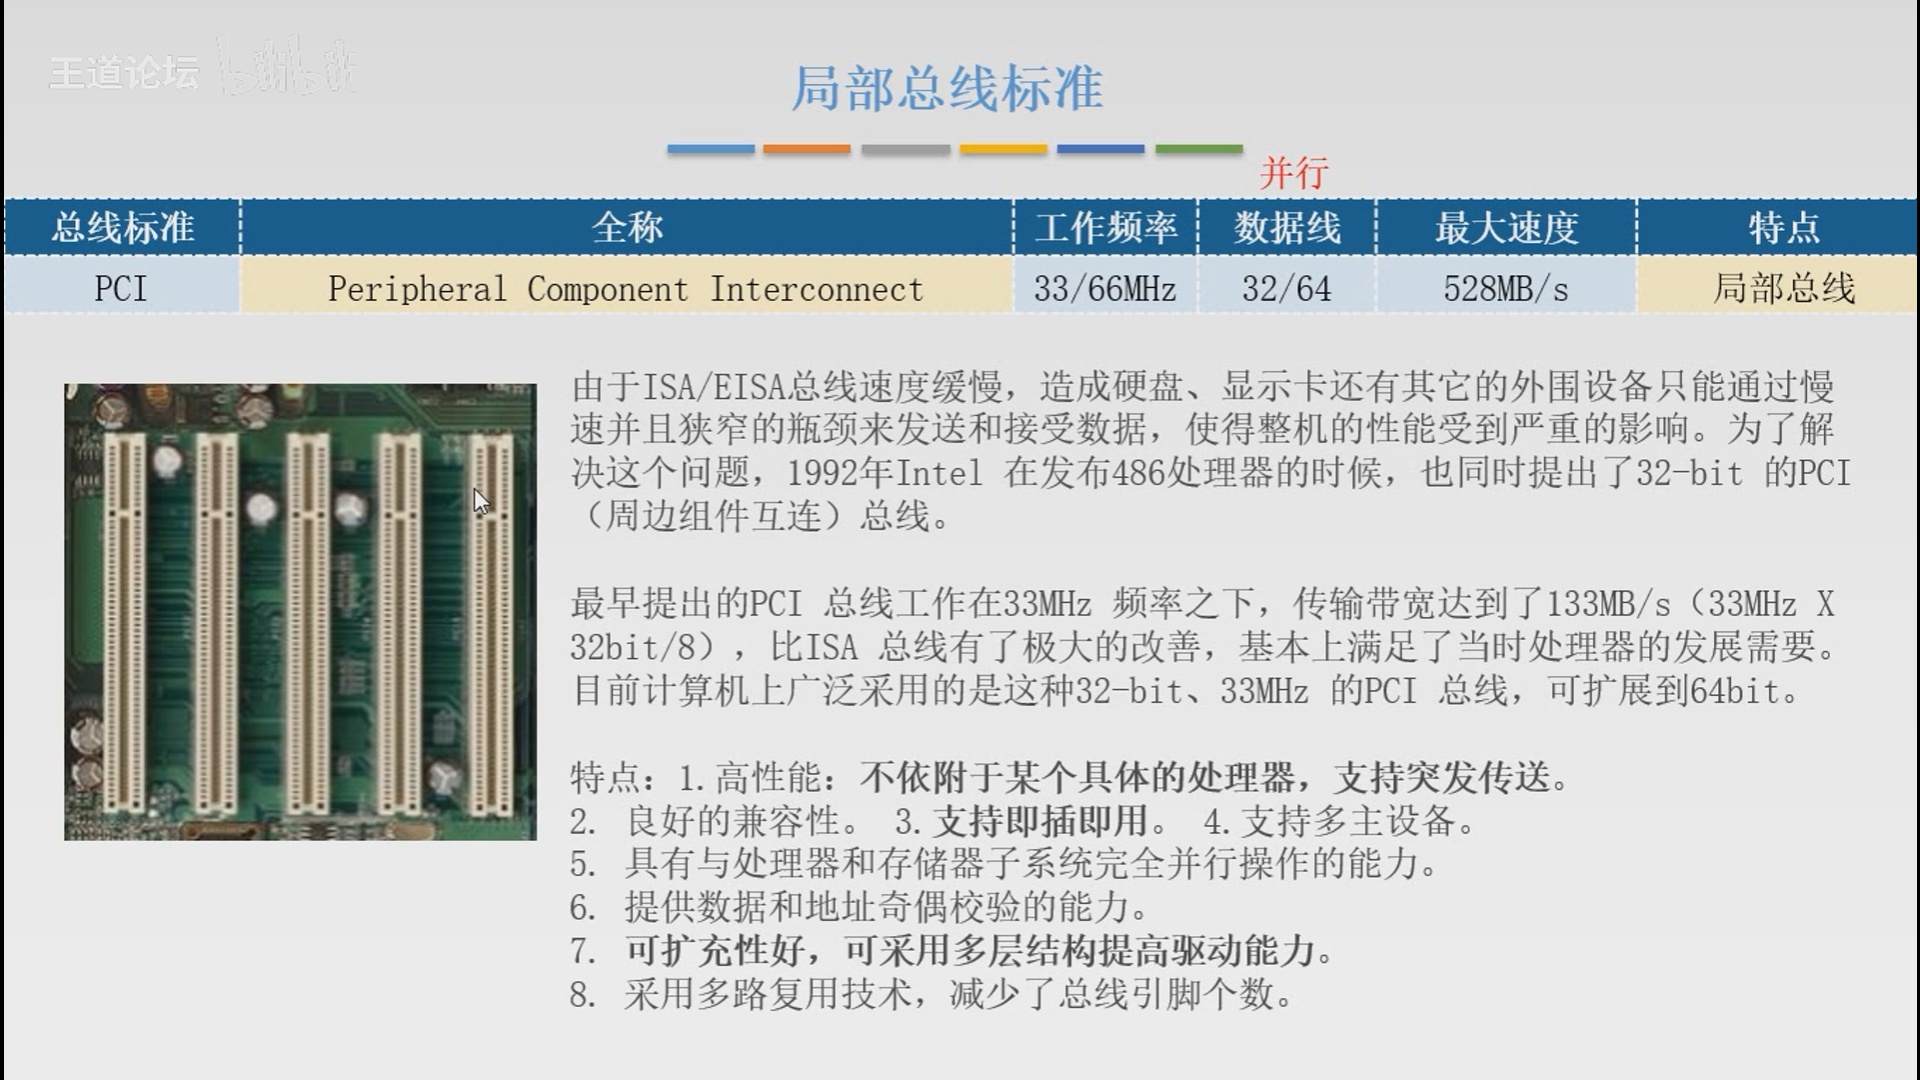 王道论坛 bilibili
局部总线标准
并行
总线标准 全称 工作频率 数据线 最大速度 特点
PCI Peripheral Component Interconnect 33/66MHz 32/64 528MB/s 局部总线
由于ISA/EISA总线速度缓慢，造成硬盘、显示卡还有其它的外围设备只能通过慢
速并且狭窄的瓶颈来发送和接受数据，使得整机的性能受到严重的影响。为了解
决这个问题，1992年Intel 在发布486处理器的时候，也同时提出了32-bit 的PCI
（周边组件互连）总线。
最早提出的PCI 总线工作在33MHz 频率之下，传输带宽达到了133MB/s（33MHz X
32bit/8），比ISA 总线有了极大的改善，基本上满足了当时处理器的发展需要。
目前计算机上广泛采用的是这种32-bit、33MHz 的PCI 总线，可扩展到64bit。
特点：1.高性能：不依附于某个具体的处理器，支持突发传送。
2. 良好的兼容性。 3.支持即插即用。 4.支持多主设备。
5. 具有与处理器和存储器子系统完全并行操作的能力。
6. 提供数据和地址奇偶校验的能力。
7. 可扩充性好，可采用多层结构提高驱动能力。
8. 采用多路复用技术，减少了总线引脚个数。